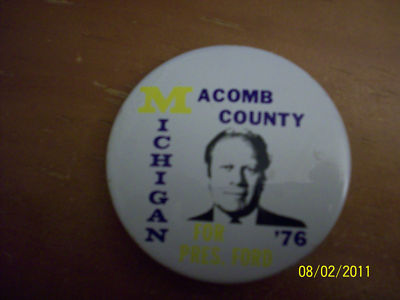 MACOMB
COUNTY
MICHIGAN
FOR
PRES. FORD
'76
08/02/2011